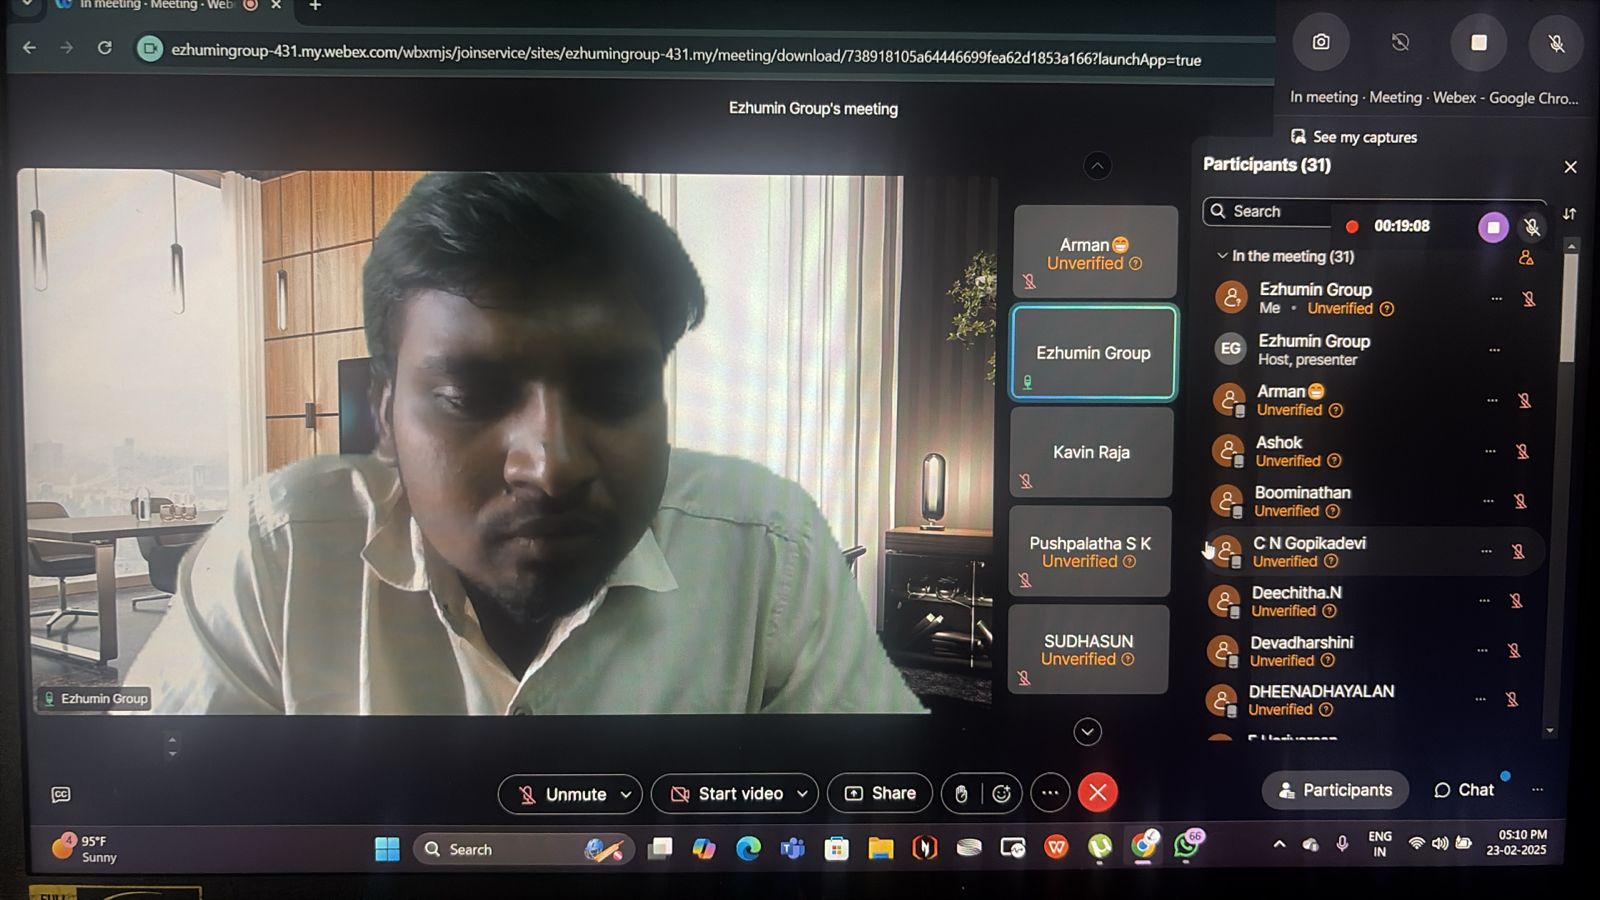 In meeting · Meeting · Web
ezhumingroup-431.my.webex.com/wbxmjs/joinservice/sites/ezhumingroup-431.my/meeting/download/738918105a64446699fea62d1853a166?launchApp=true
In meeting · Meeting · Webex - Google Chro...
See my captures
Ezhumin Group's meeting
Participants (31)
Search
00:19:08
In the meeting (31)
Ezhumin Group
Me • Unverified
EG
Ezhumin Group
Host, presenter
Arman😁
Unverified
Ashok
Unverified
Boominathan
Unverified
C N Gopikadevi
Unverified
Deechitha.N
Unverified
Devadharshini
Unverified
DHEENADHAYALAN
Unverified
Arman😁
Unverified
Ezhumin Group
Kavin Raja
Pushpalatha S K
Unverified
SUDHASUN
Unverified
Ezhumin Group
CC
Unmute
Start video
Share
Participants
Chat
4
95°F
Sunny
Search
66
ENG
IN
05:10 PM
23-02-2025